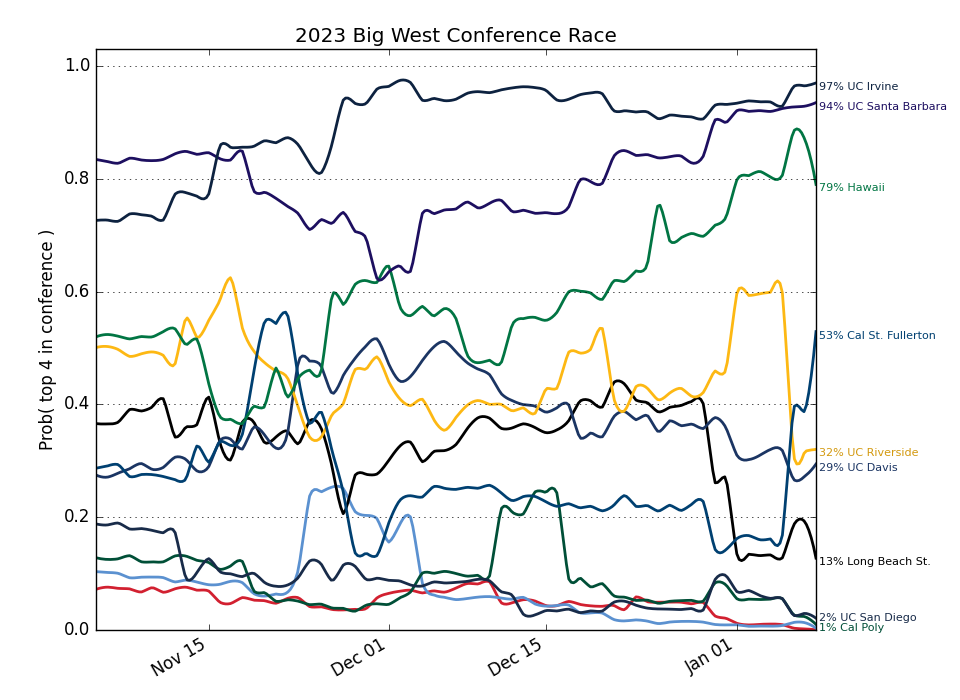 2023 Big West Conference Race
Prob( top 4 in conference )
1.0
0.8
0.6
0.4
0.2
0.0
Nov 15
Dec 01
Dec 15
Jan 01
97% UC Irvine
94% UC Santa Barbara
79% Hawaii
53% Cal St. Fullerton
32% UC Riverside
29% UC Davis
13% Long Beach St.
2% UC San Diego
1% Cal Poly